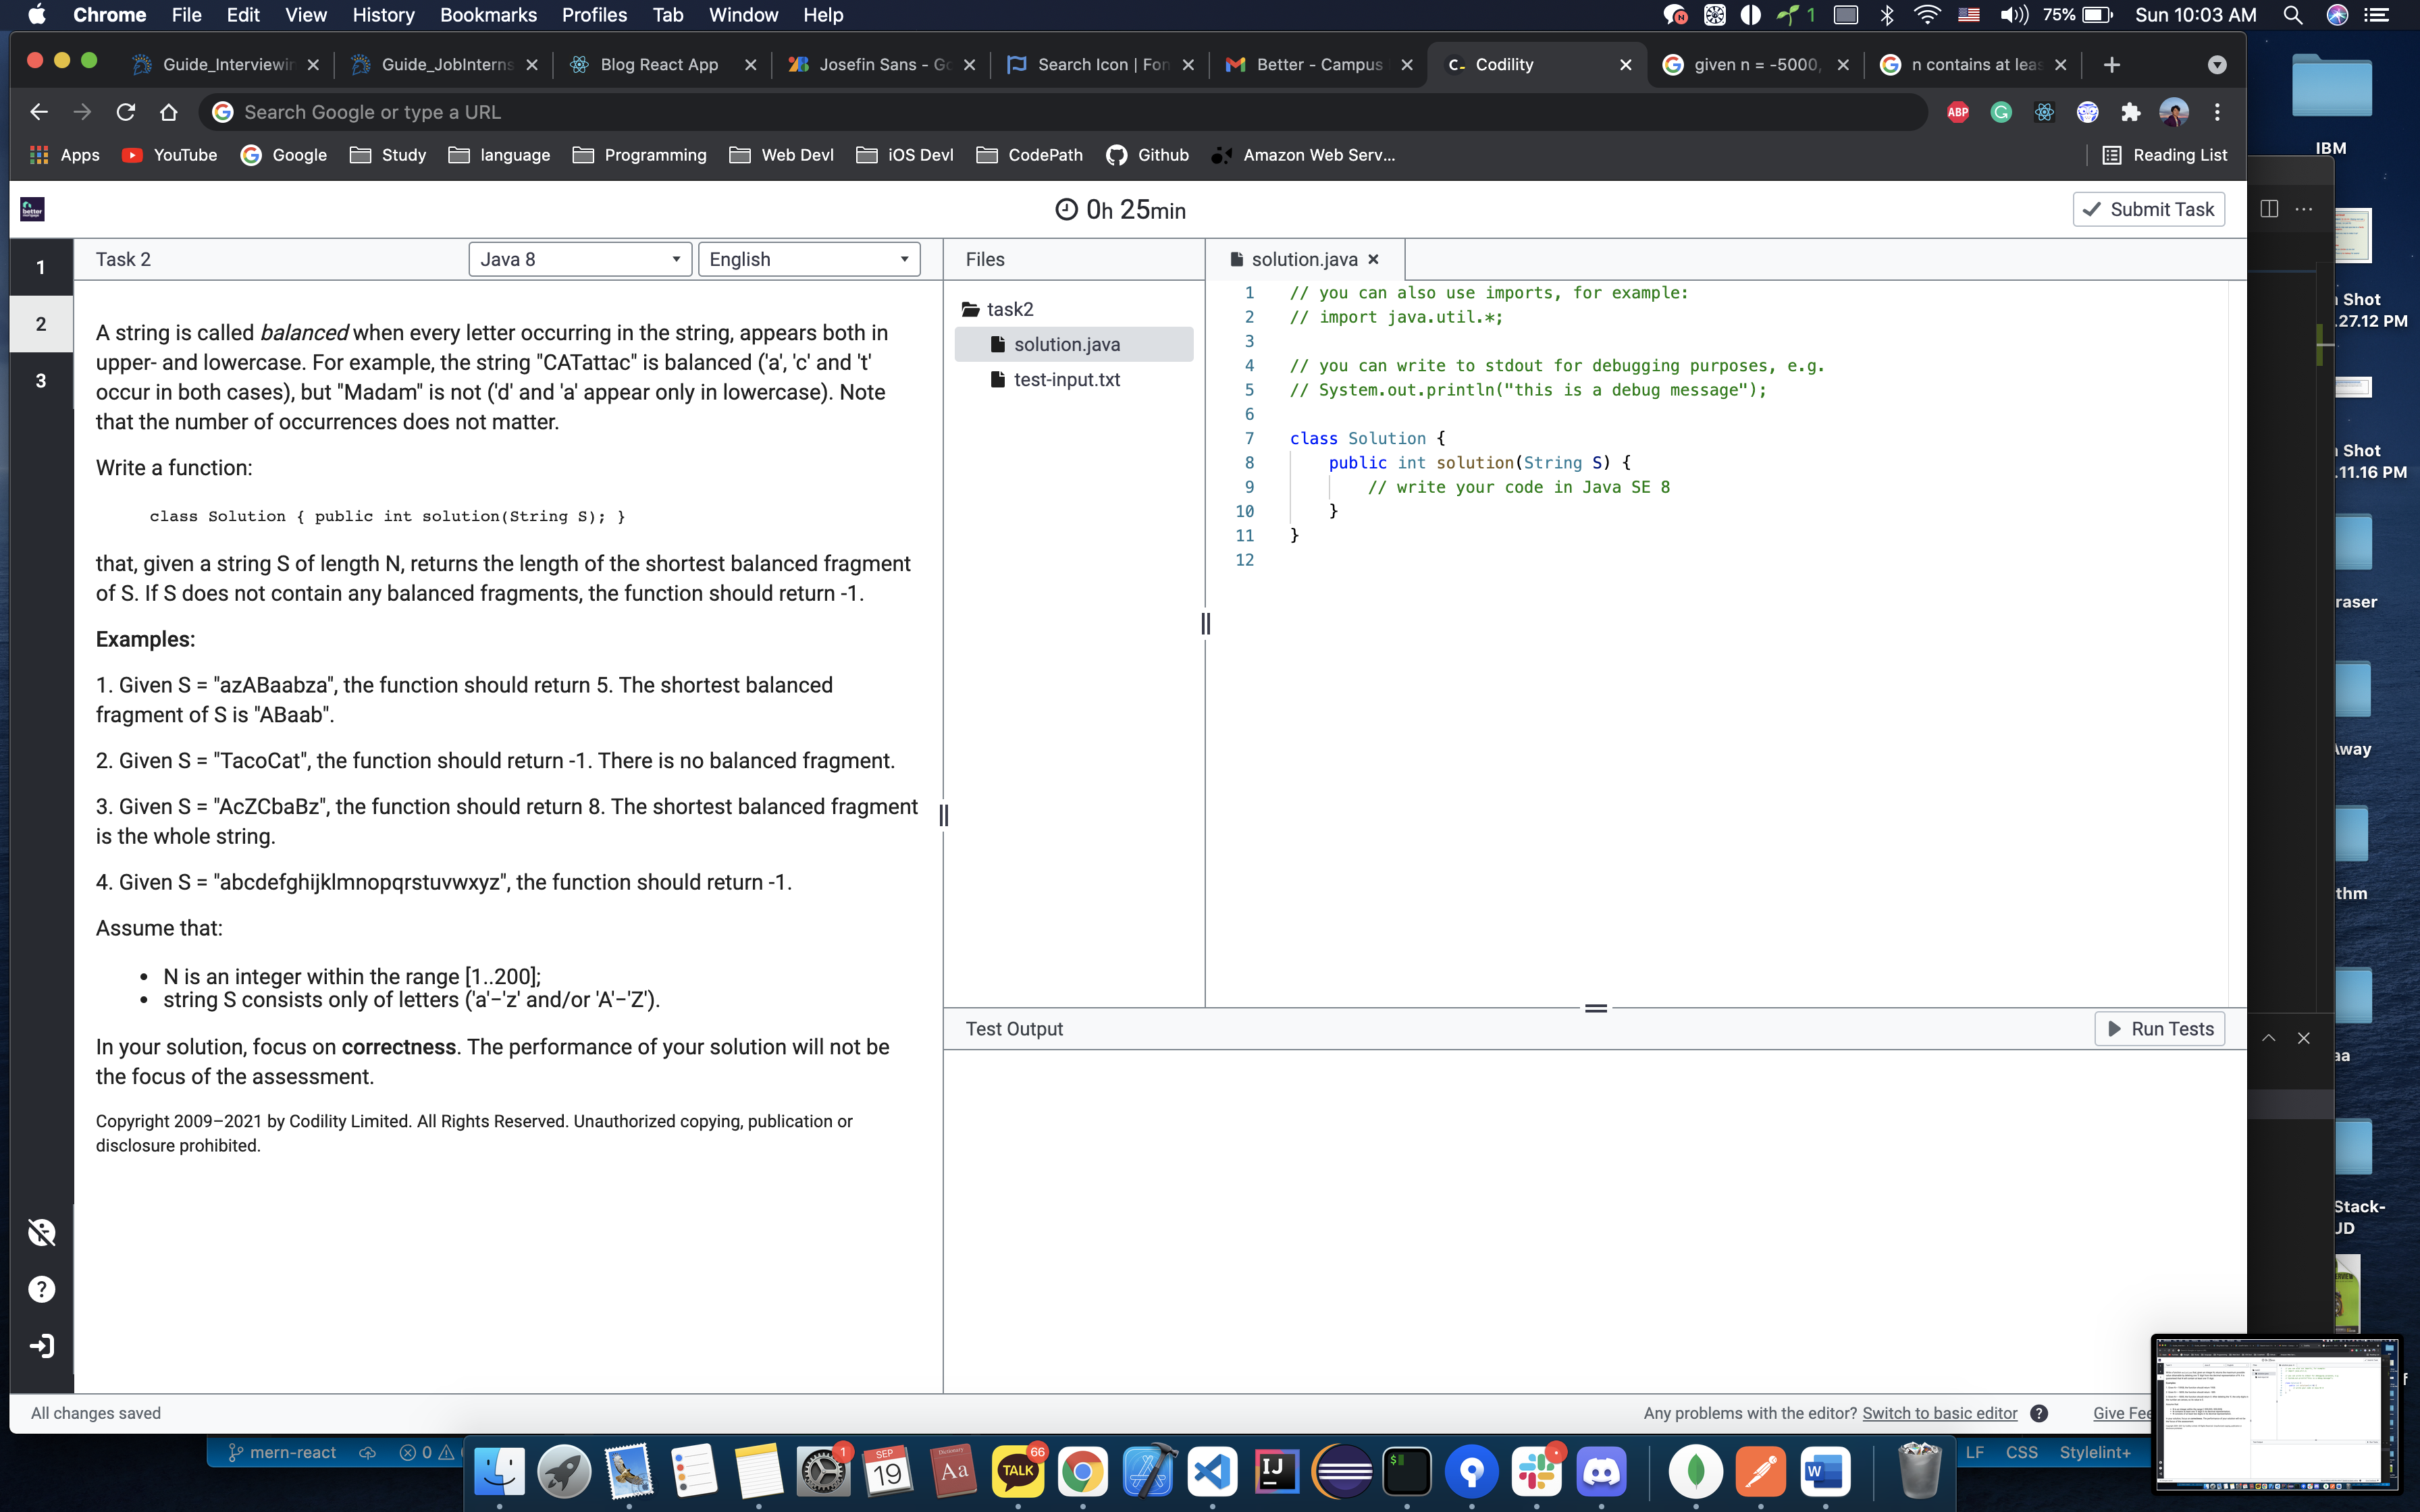 Chrome File Edit View History Bookmarks Profiles Tab Window Help
1 75% Sun 10:03 AM
Guide_Interviewin
Guide_JobInterns
Blog React App
Josefin Sans - Go
Search Icon | Fon
Better - Campus
Codility
given n = -5000,
n contains at leas
Search Google or type a URL
ABP
Apps YouTube Google Study language Programming Web Devl iOS Devl CodePath Github Amazon Web Serv... Reading List
better
0h 25min
Submit Task
1
2
3
Task 2
Java 8
English
A string is called balanced when every letter occurring in the string, appears both in
upper- and lowercase. For example, the string "CATattac" is balanced ('a', 'c' and 't'
occur in both cases), but "Madam" is not ('d' and 'a' appear only in lowercase). Note
that the number of occurrences does not matter.
Write a function:
class Solution { public int solution(String S); }
that, given a string S of length N, returns the length of the shortest balanced fragment
of S. If S does not contain any balanced fragments, the function should return -1.
Examples:
1. Given S = "azABaabza", the function should return 5. The shortest balanced
fragment of S is "ABaab".
2. Given S = "TacoCat", the function should return -1. There is no balanced fragment.
3. Given S = "AcZCbaBz", the function should return 8. The shortest balanced fragment
is the whole string.
4. Given S = "abcdefghijklmnopqrstuvwxyz", the function should return -1.
Assume that:
• N is an integer within the range [1..200];
• string S consists only of letters ('a'−'z' and/or 'A'−'Z').
In your solution, focus on correctness. The performance of your solution will not be
the focus of the assessment.
Copyright 2009–2021 by Codility Limited. All Rights Reserved. Unauthorized copying, publication or
disclosure prohibited.
Files
task2
solution.java
test-input.txt
solution.java
1 // you can also use imports, for example:
2 // import java.util.*;
3
4 // you can write to stdout for debugging purposes, e.g.
5 // System.out.println("this is a debug message");
6
7 class Solution {
8 public int solution(String S) {
9 // write your code in Java SE 8
10 }
11 }
12
Test Output
Run Tests
All changes saved
Any problems with the editor? Switch to basic editor ? Give Fee
IBM
Shot
.27.12 PM
Shot
.11.16 PM
raser
Away
thm
aa
Stack-
JD
mern-react 0
LF CSS Stylelint+
1
SEP
19
Dictionary
Aa
TALK
66
IJ
$
W